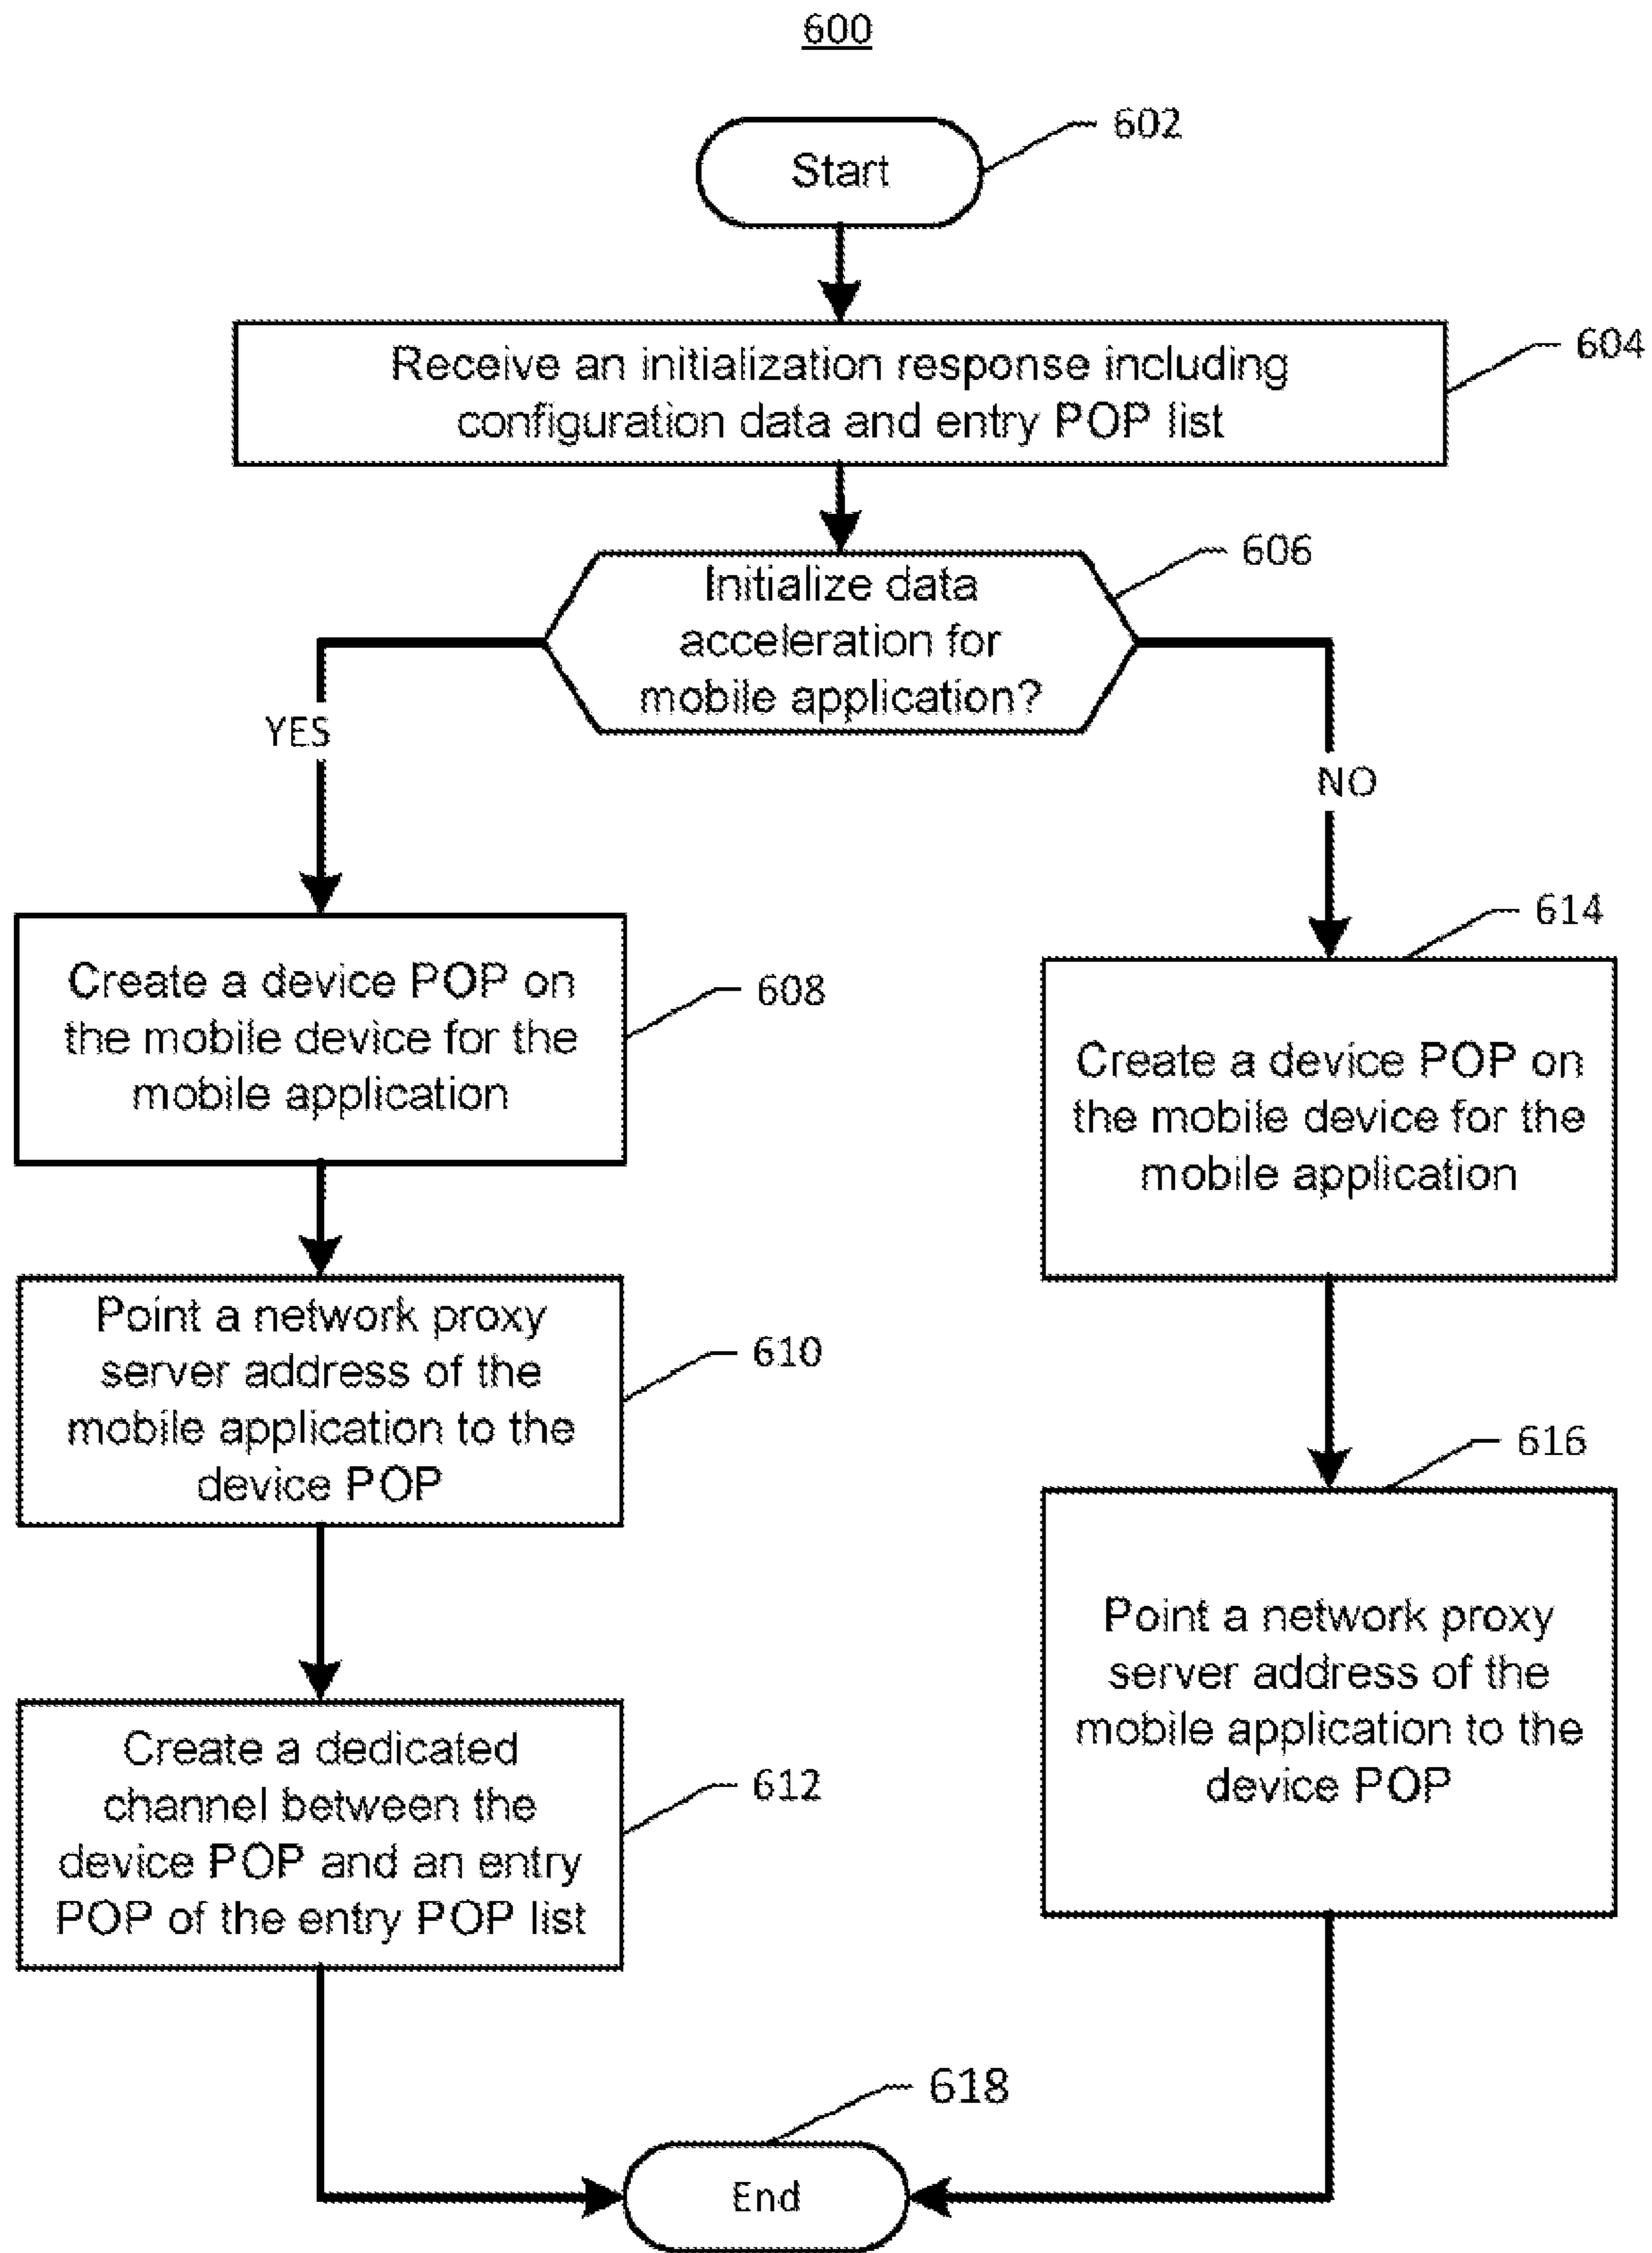 600
602
Start
604
Receive an initialization response including
configuration data and entry POP list
606
Initialize data
acceleration for
mobile application?
YES
NO
608
Create a device POP on
the mobile device for the
mobile application
610
Point a network proxy
server address of the
mobile application to the
device POP
612
Create a dedicated
channel between the
device POP and an entry
POP of the entry POP list
614
Create a device POP on
the mobile device for the
mobile application
616
Point a network proxy
server address of the
mobile application to the
device POP
618
End